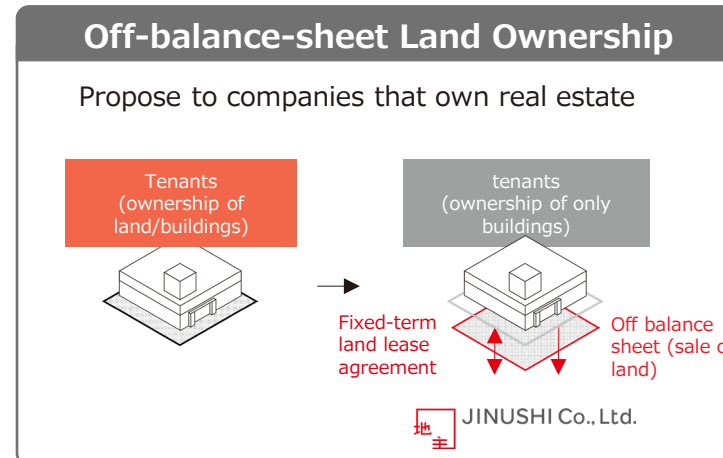 Off-balance-sheet Land Ownership
Propose to companies that own real estate
Tenants
(ownership of
land/buildings)
tenants
(ownership of only
buildings)
Fixed-term
land lease
agreement
Off balance
sheet (sale o
land)
地主
JINUSHI Co., Ltd.